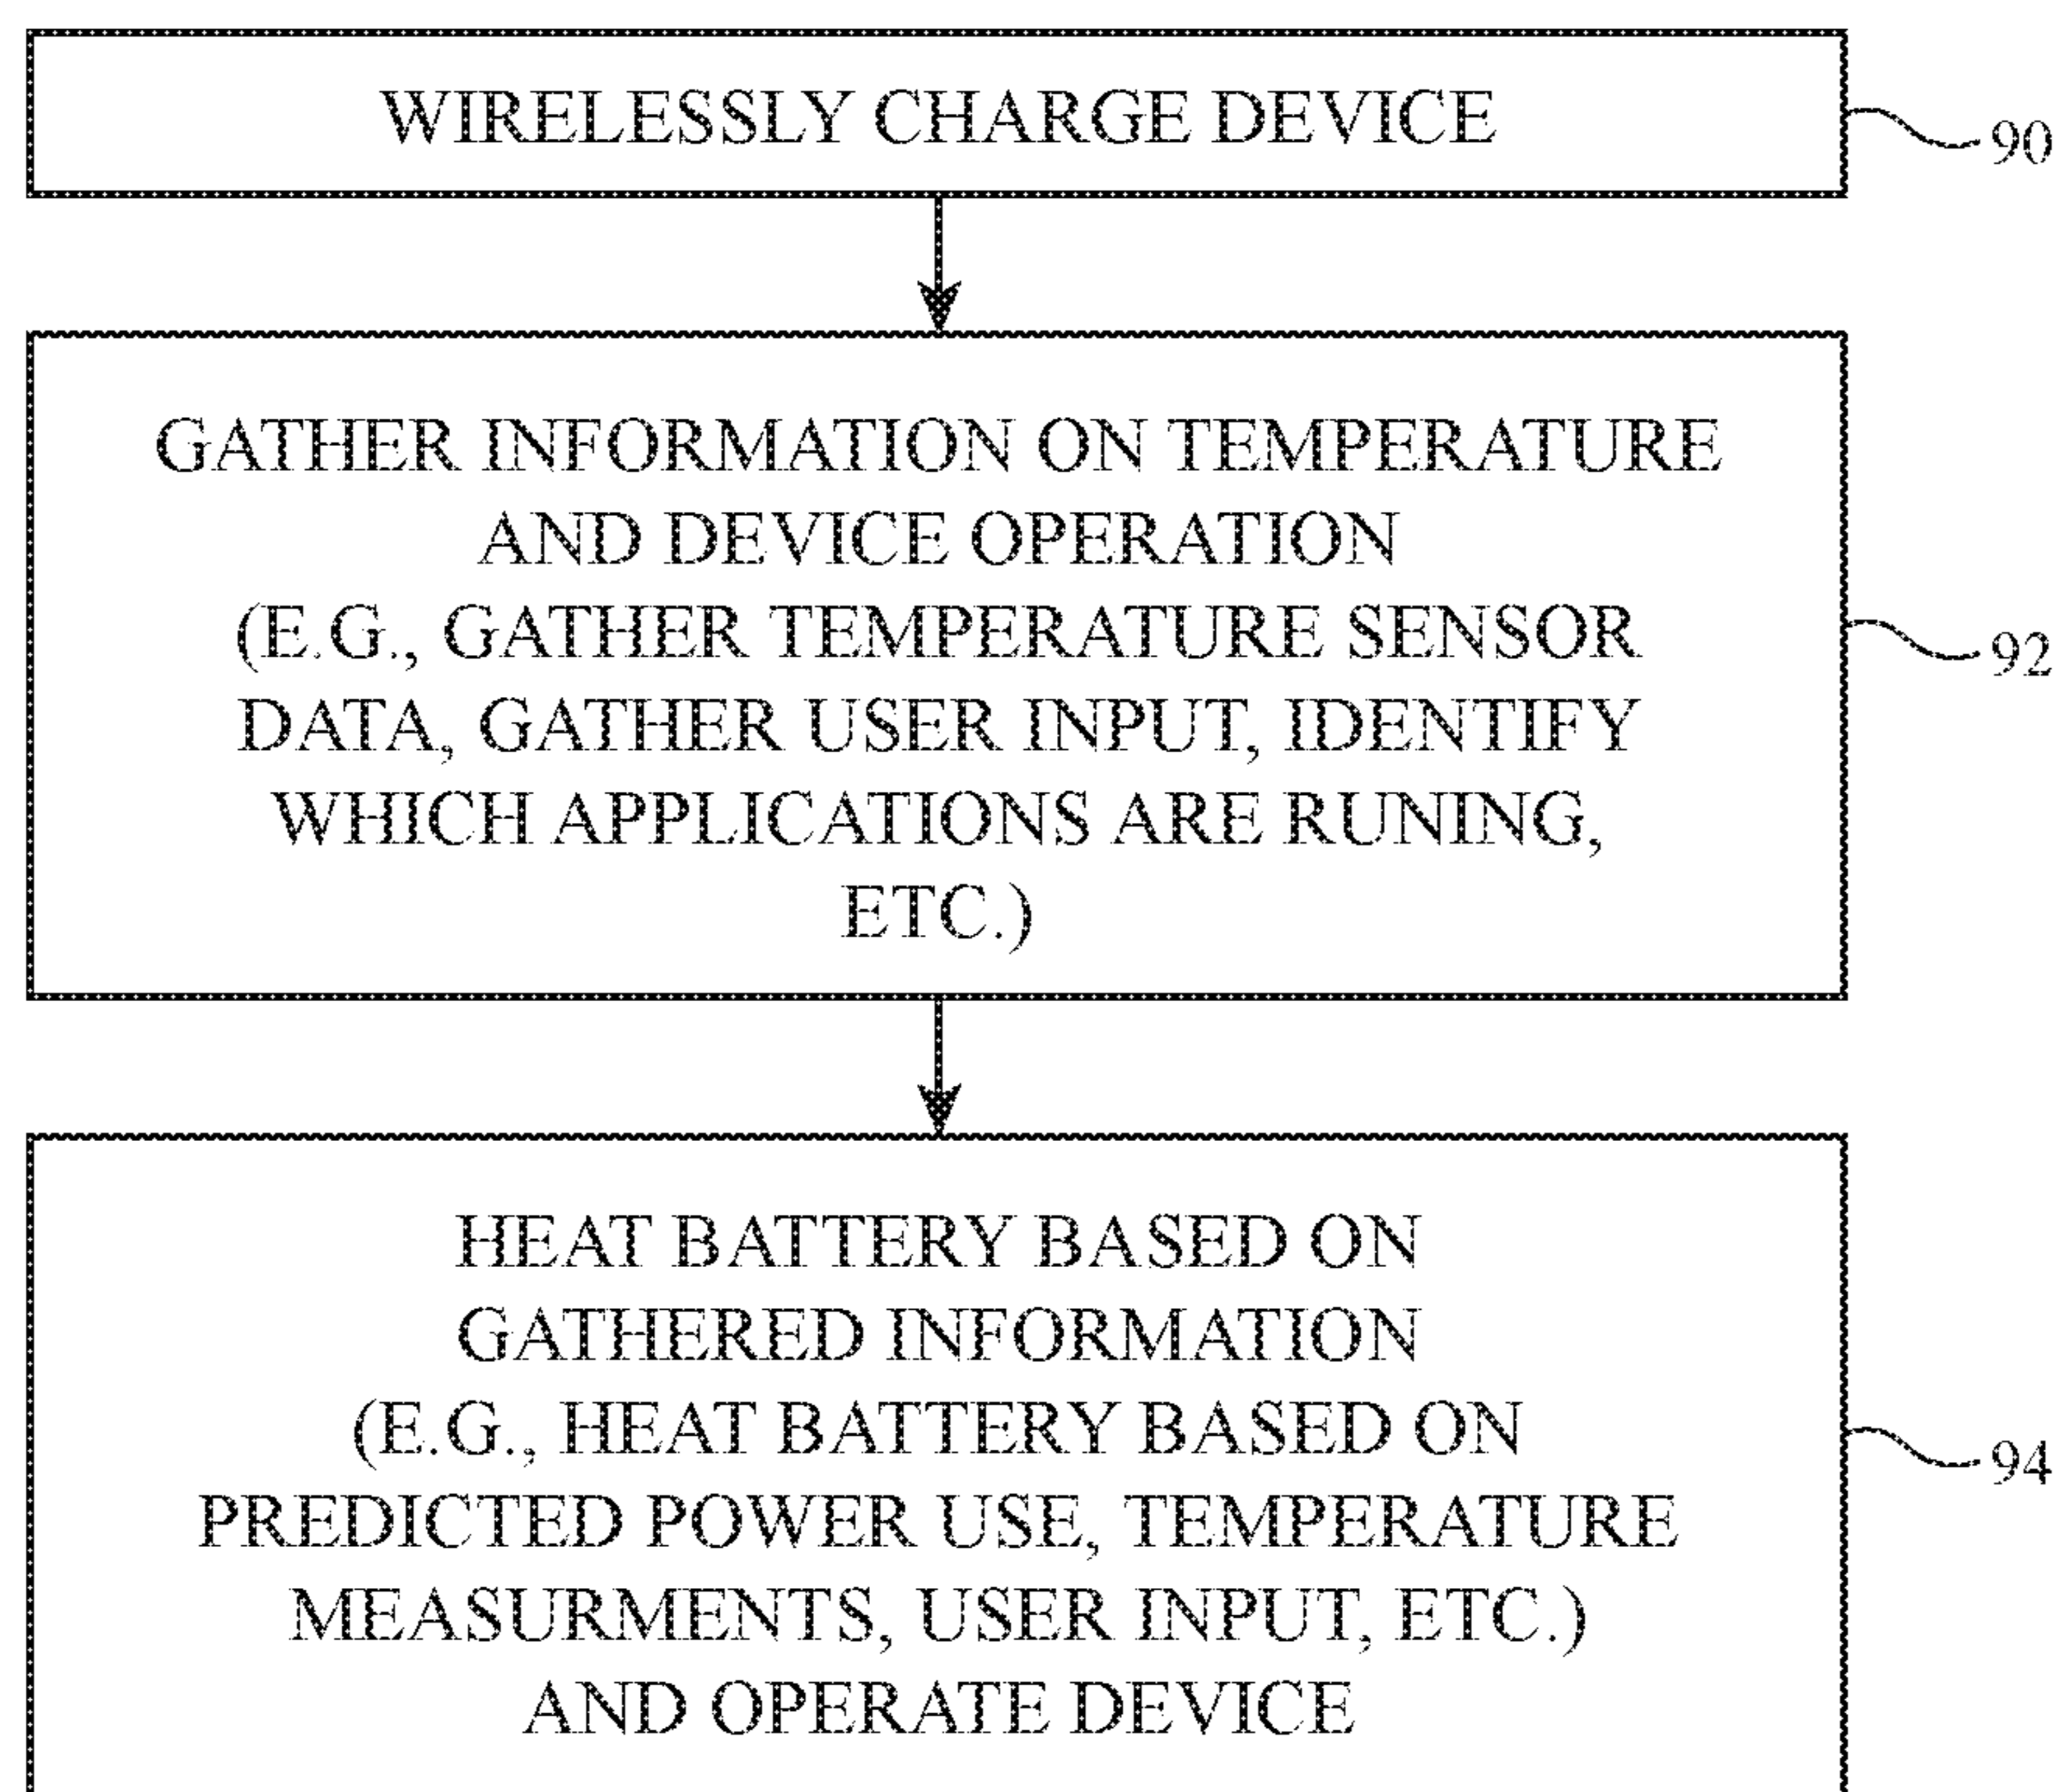 WIRELESSLY CHARGE DEVICE
90
GATHER INFORMATION ON TEMPERATURE
AND DEVICE OPERATION
(E.G., GATHER TEMPERATURE SENSOR
DATA, GATHER USER INPUT, IDENTIFY
WHICH APPLICATIONS ARE RUNING,
ETC.)
92
HEAT BATTERY BASED ON
GATHERED INFORMATION
(E.G., HEAT BATTERY BASED ON
PREDICTED POWER USE, TEMPERATURE
MEASURMENTS, USER INPUT, ETC.)
AND OPERATE DEVICE
94